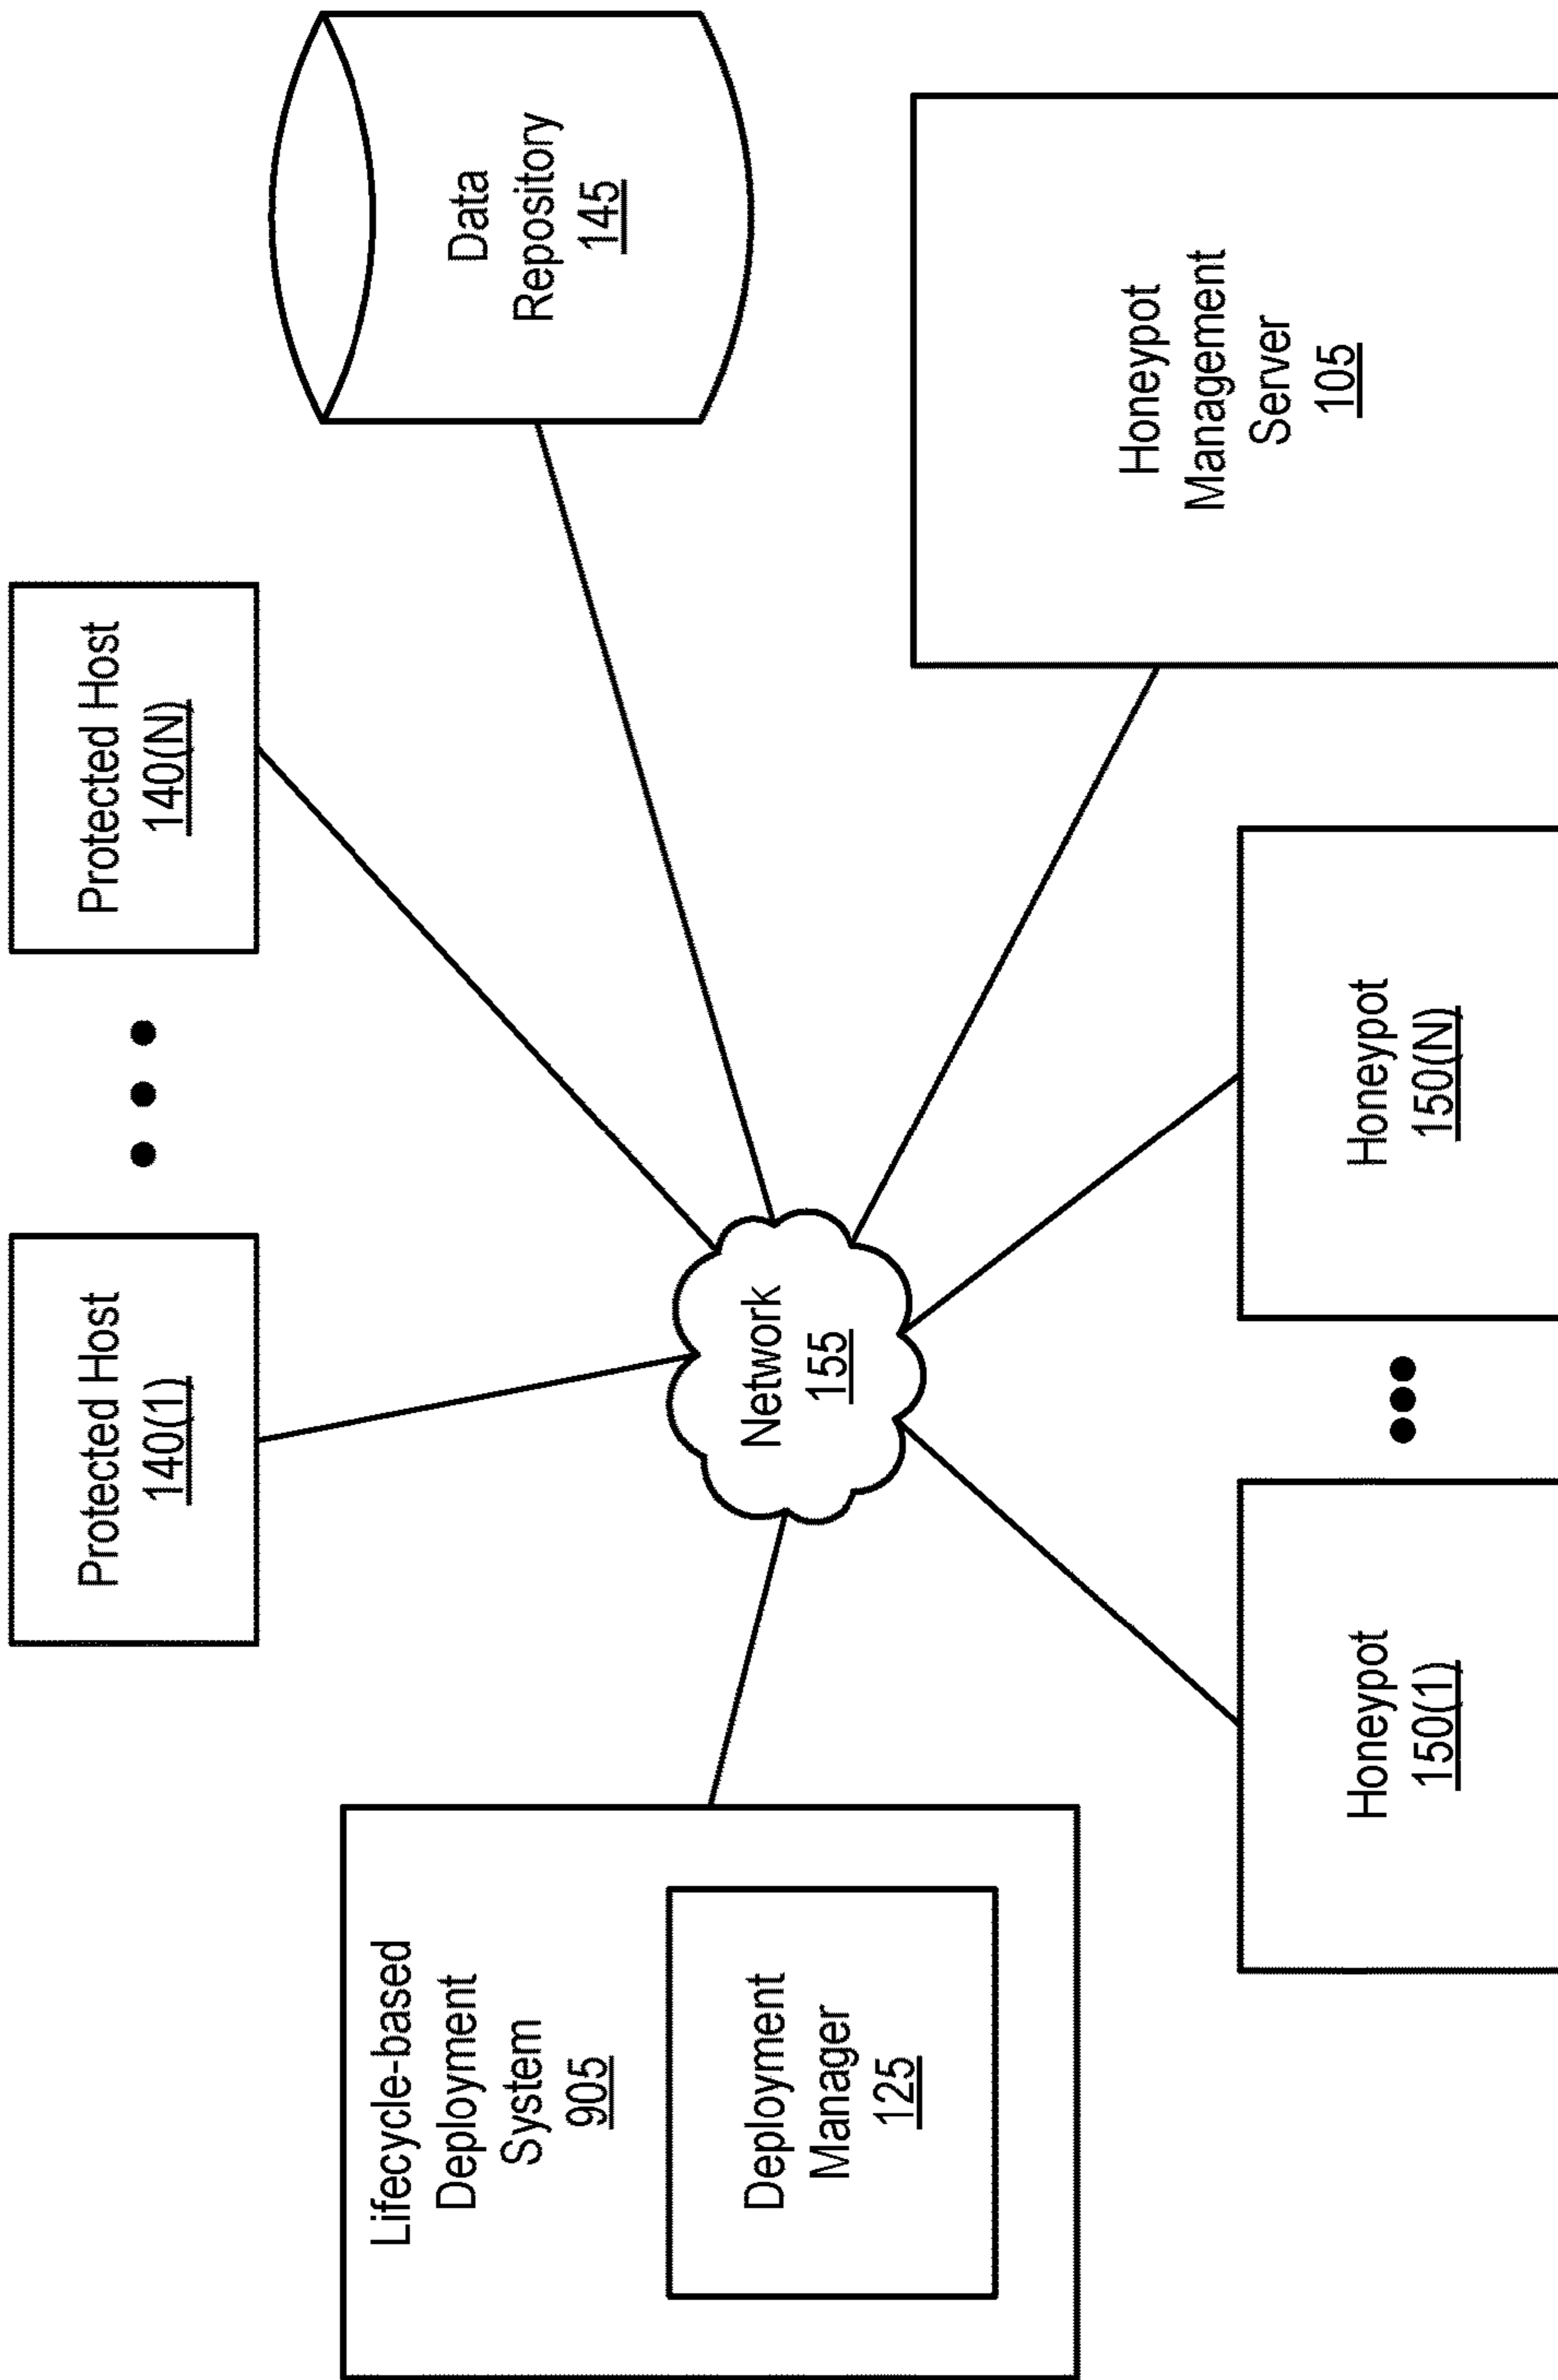 Lifecycle-based
Deployment
System
905
Deployment
Manager
125
Protected Host
140(1)
Protected Host
140(N)
Data
Repository
145
Network
155
Honeypot
Management
Server
105
Honeypot
150(1)
Honeypot
150(N)